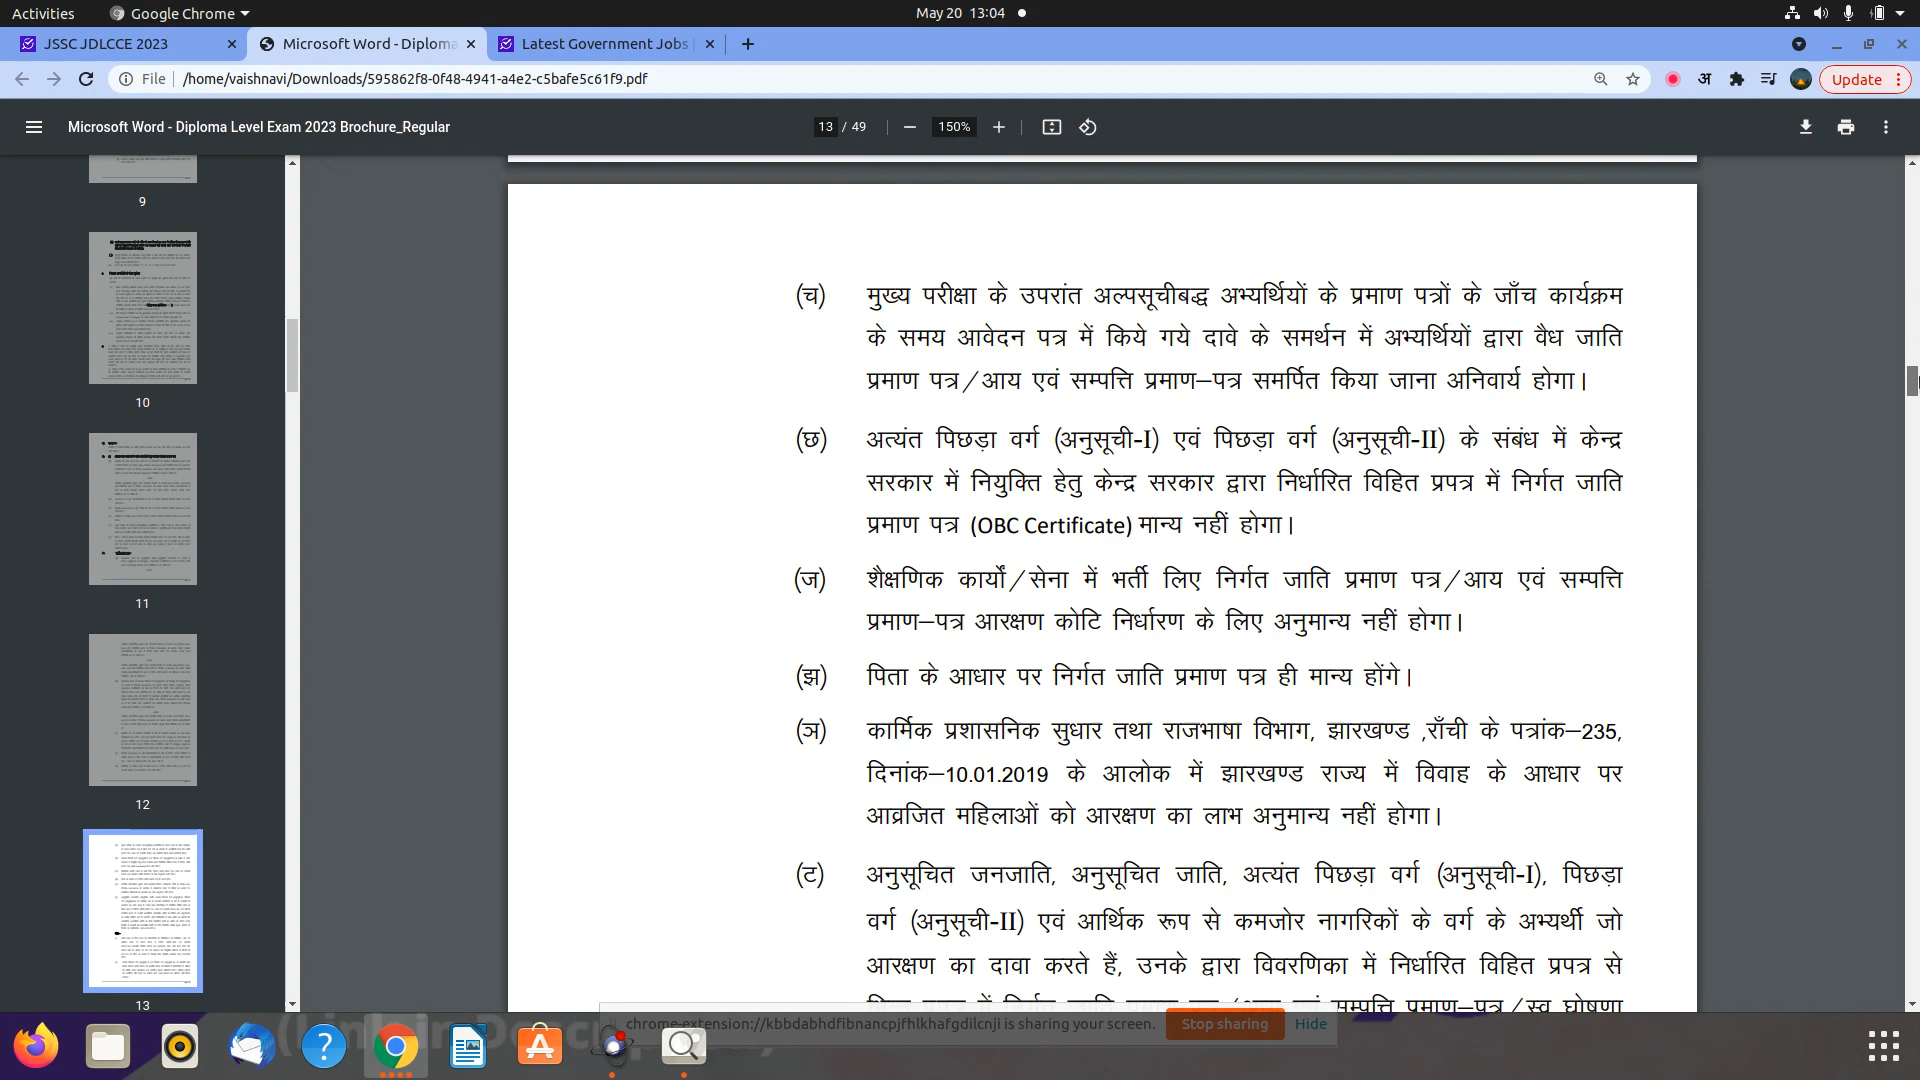 Activities
Google Chrome
May 20 13:04
JSSC JDLCCE 2023
Microsoft Word - Diploma
Latest Government Jobs
File
/home/vaishnavi/Downloads/595862f8-0f48-4941-a4e2-c5bafe5c61f9.pdf
अ
Update
Microsoft Word - Diploma Level Exam 2023 Brochure_Regular
13 / 49
150%
9
10
11
12
13
(च) मुख्य परीक्षा के उपरांत अल्पसूचीबद्ध अभ्यर्थियों के प्रमाण पत्रों के जाँच कार्यक्रम
के समय आवेदन पत्र में किये गये दावे के समर्थन में अभ्यर्थियों द्वारा वैध जाति
प्रमाण पत्र/आय एवं सम्पत्ति प्रमाण–पत्र समर्पित किया जाना अनिवार्य होगा।
(छ) अत्यंत पिछड़ा वर्ग (अनुसूची-I) एवं पिछड़ा वर्ग (अनुसूची-II) के संबंध में केन्द्र
सरकार में नियुक्ति हेतु केन्द्र सरकार द्वारा निर्धारित विहित प्रपत्र में निर्गत जाति
प्रमाण पत्र (OBC Certificate) मान्य नहीं होगा।
(ज) शैक्षणिक कार्यों/सेना में भर्ती लिए निर्गत जाति प्रमाण पत्र/आय एवं सम्पत्ति
प्रमाण–पत्र आरक्षण कोटि निर्धारण के लिए अनुमान्य नहीं होगा।
(झ) पिता के आधार पर निर्गत जाति प्रमाण पत्र ही मान्य होंगे।
(ञ) कार्मिक प्रशासनिक सुधार तथा राजभाषा विभाग, झारखण्ड ,राँची के पत्रांक–235,
दिनांक–10.01.2019 के आलोक में झारखण्ड राज्य में विवाह के आधार पर
आव्रजित महिलाओं को आरक्षण का लाभ अनुमान्य नहीं होगा।
(ट) अनुसूचित जनजाति, अनुसूचित जाति, अत्यंत पिछड़ा वर्ग (अनुसूची-I), पिछड़ा
वर्ग (अनुसूची-II) एवं आर्थिक रूप से कमजोर नागरिकों के वर्ग के अभ्यर्थी जो
आरक्षण का दावा करते हैं, उनके द्वारा विवरणिका में निर्धारित विहित प्रपत्र से
सम्पत्ति प्रमाण–पत्र/स्व घोषणा
chrome-extension://kbbdabhdfibnancpjfhlkhafgdilcnji is sharing your screen.
Stop sharing
Hide
(Link in